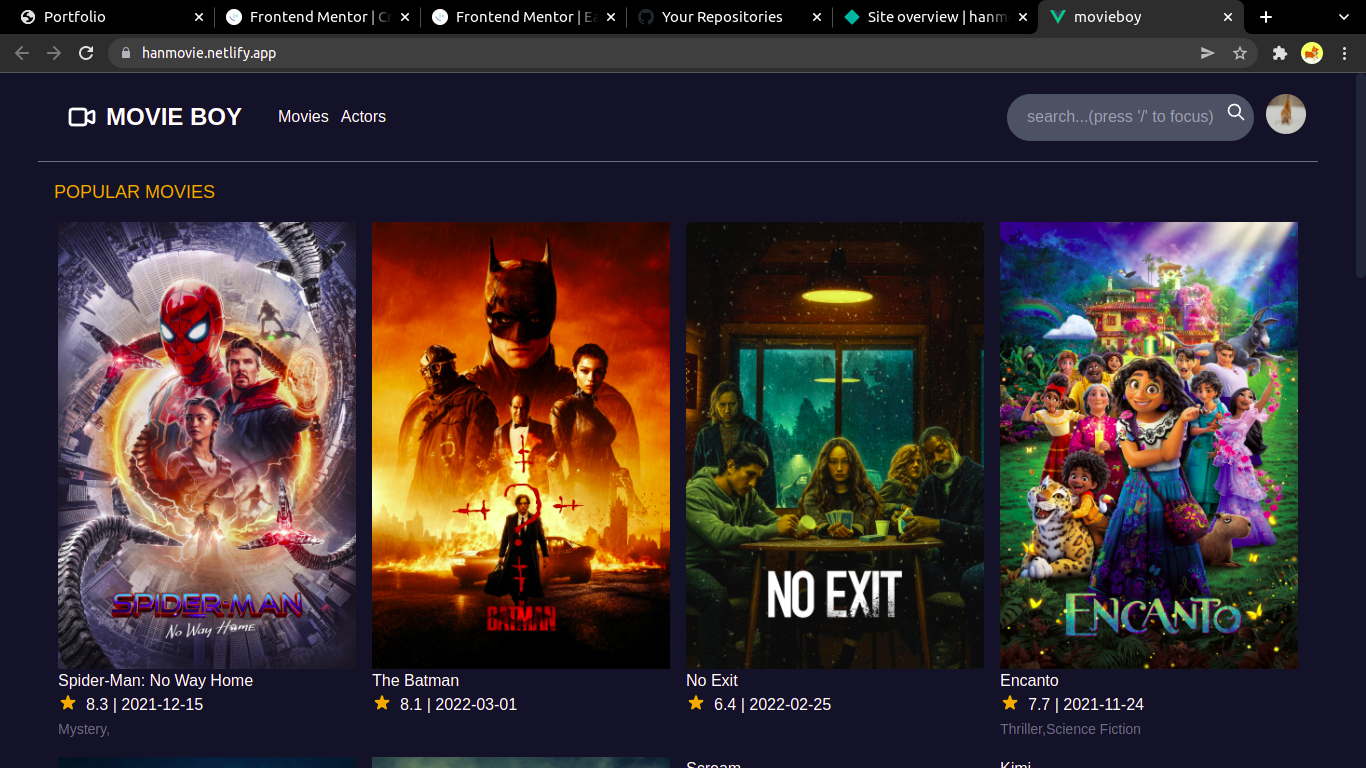 Portfolio
Frontend Mentor | Cr
Frontend Mentor | Ea
Your Repositories
Site overview | hanm
movieboy
hanmovie.netlify.app
MOVIE BOY
Movies
Actors
search...(press '/' to focus)
POPULAR MOVIES
SPIDER-MAN
NO WAY HOME
BATMAN
NO EXIT
ENCANTO
Spider-Man: No Way Home
The Batman
No Exit
Encanto
8.3 | 2021-12-15
8.1 | 2022-03-01
6.4 | 2022-02-25
7.7 | 2021-11-24
Mystery,
Thriller,Science Fiction
Scream
Kimi